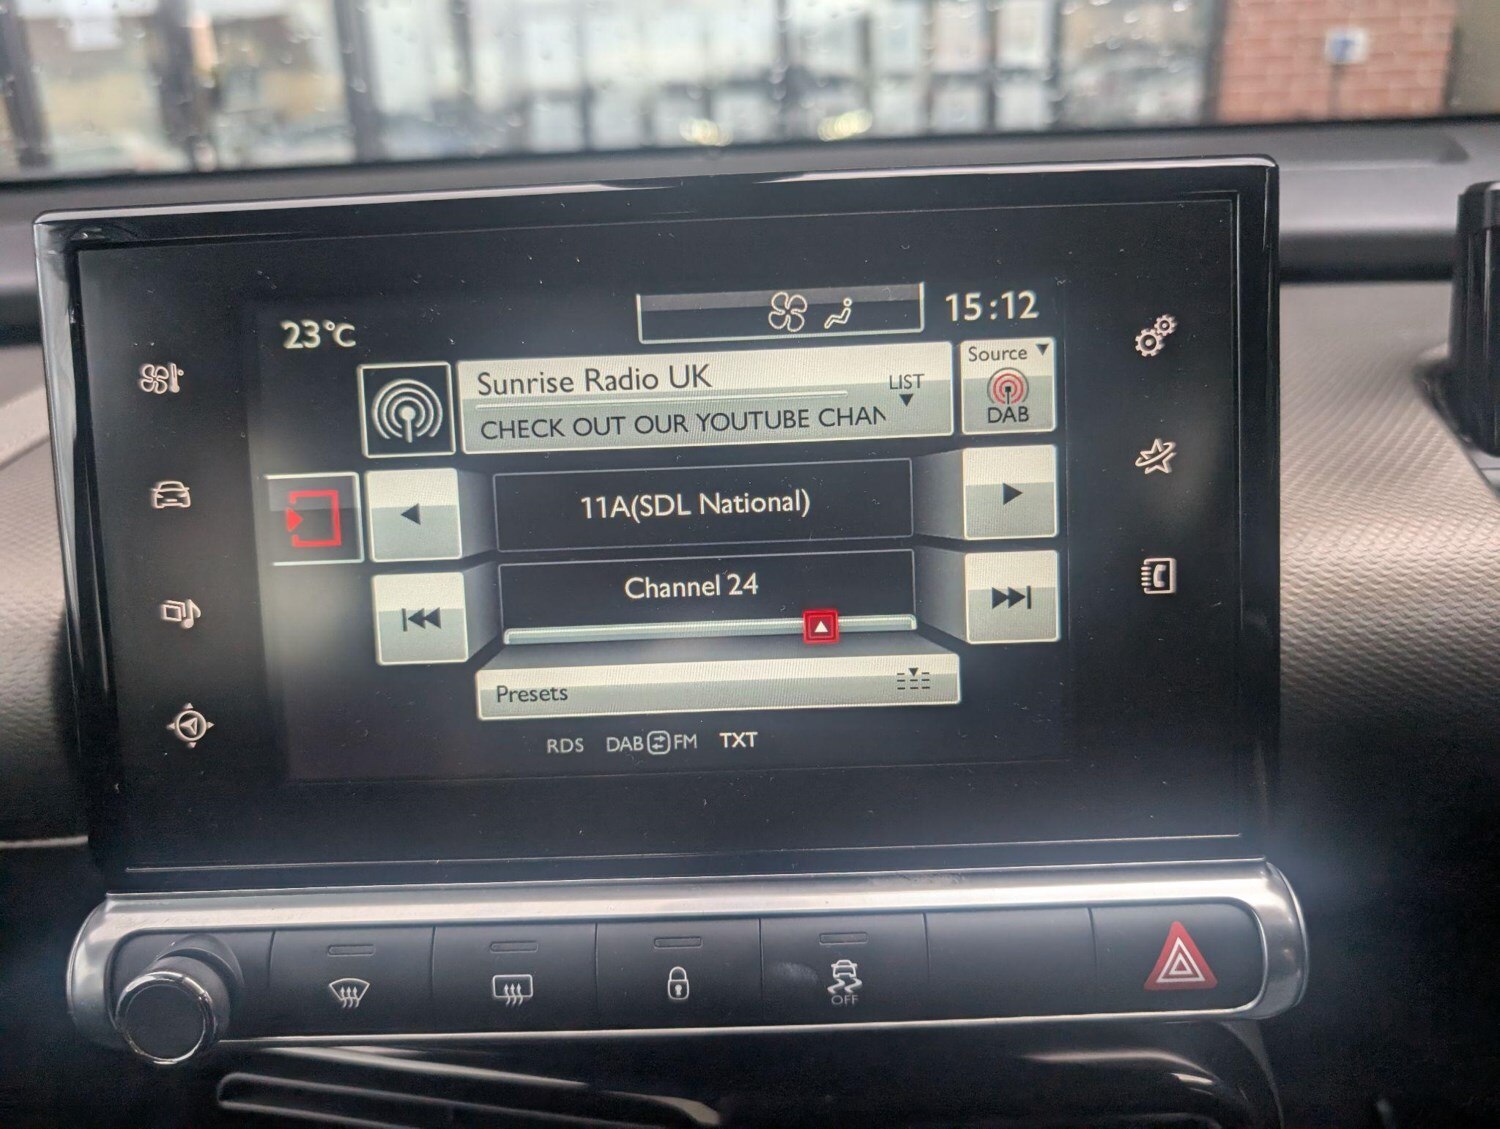 23°C
15:12
Sunrise Radio UK
LIST
CHECK OUT OUR YOUTUBE CHAN
Source
DAB
11A(SDL National)
Channel 24
Presets
RDS DAB FM TXT
OFF